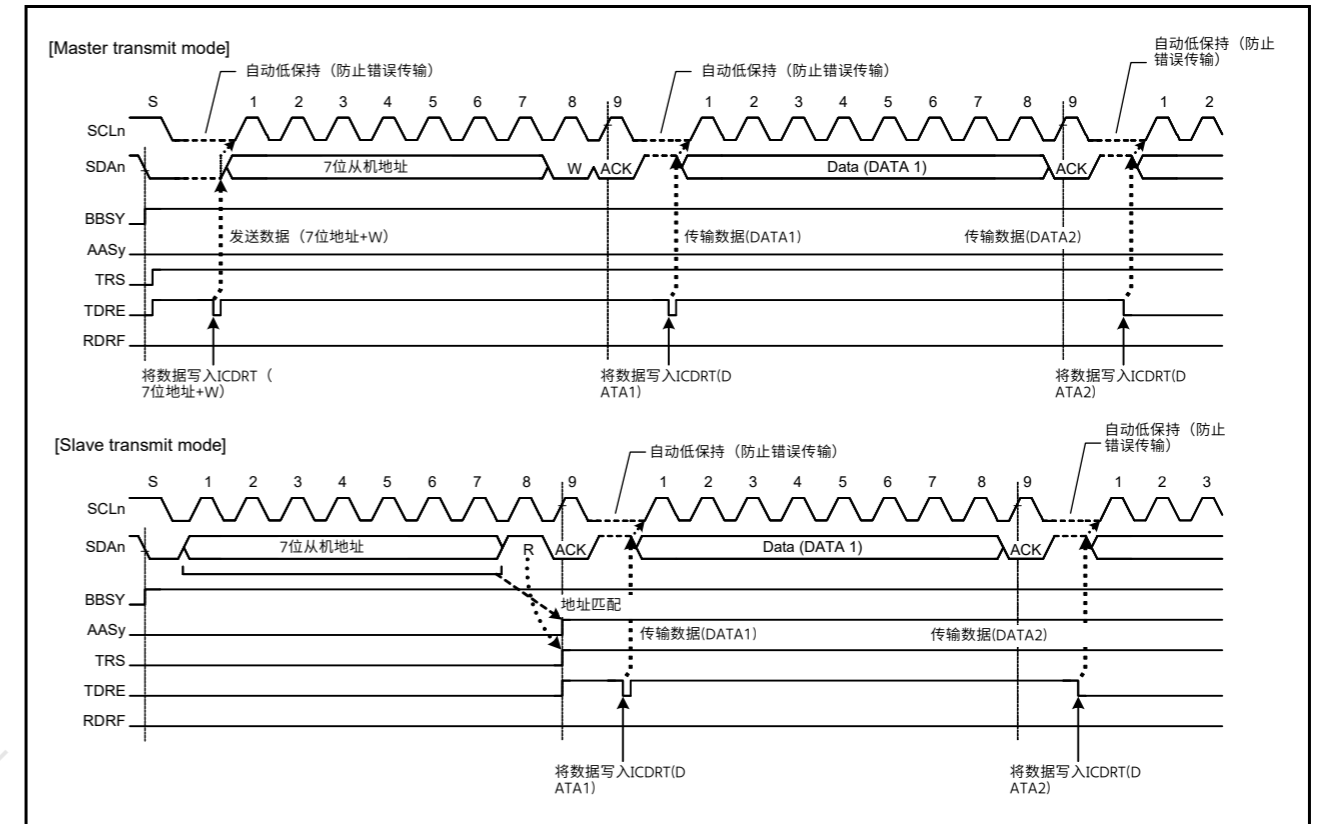 [Master transmit mode]
自动低保持（防止错误传输）
自动低保持（防止错误传输）
自动低保持（防止
错误传输）
S 1 2 3 4 5 6 7 8 9 1 2 3 4 5 6 7 8 9 1 2
SCLn
SDAn 7位从机地址 W ACK Data (DATA 1) ACK
BBSY
发送数据（7位地址+W） 传输数据(DATA1) 传输数据(DATA2)
AASy
TRS
TDRE
RDRF
将数据写入ICDRT（
7位地址+W）
将数据写入ICDRT(D
ATA1)
将数据写入ICDRT(D
ATA2)
[Slave transmit mode]
自动低保持（防止错误传输）
自动低保持（防止
错误传输）
S 1 2 3 4 5 6 7 8 9 1 2 3 4 5 6 7 8 9 1 2 3
SCLn
SDAn 7位从机地址 R ACK Data (DATA 1) ACK
BBSY
地址匹配
AASy 传输数据(DATA1) 传输数据(DATA2)
TRS
TDRE
RDRF
将数据写入ICDRT(D
ATA1)
将数据写入ICDRT(D
ATA2)